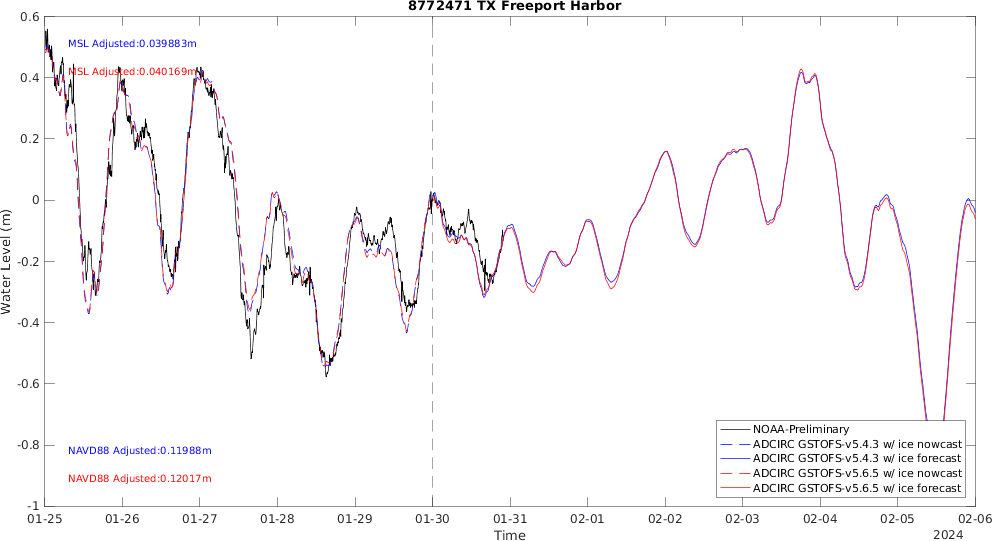 8772471 TX Freeport Harbor
0.6
0.4
0.2
0
-0.2
-0.4
-0.6
-0.8
-1
Water Level (m)
MSL Adjusted:0.039883m
MSL Adjusted:0.040169m
NAVD88 Adjusted:0.11988m
NAVD88 Adjusted:0.12017m
NOAA-Preliminary
ADCIRC GSTOFS-v5.4.3 w/ ice nowcast
ADCIRC GSTOFS-v5.4.3 w/ ice forecast
ADCIRC GSTOFS-v5.6.5 w/ ice nowcast
ADCIRC GSTOFS-v5.6.5 w/ ice forecast
01-25 01-26 01-27 01-28 01-29 01-30 01-31 02-01 02-02 02-03 02-04 02-05 02-06
Time
2024